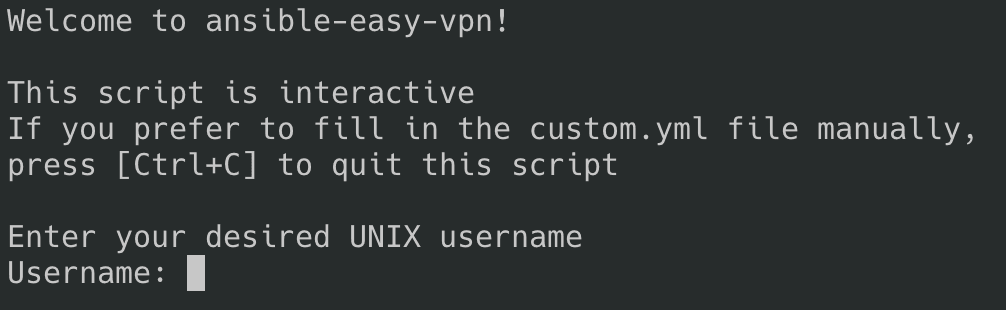 Welcome to ansible-easy-vpn!
This script is interactive
If you prefer to fill in the custom.yml file manually,
press [Ctrl+C] to quit this script
Enter your desired UNIX username
Username: